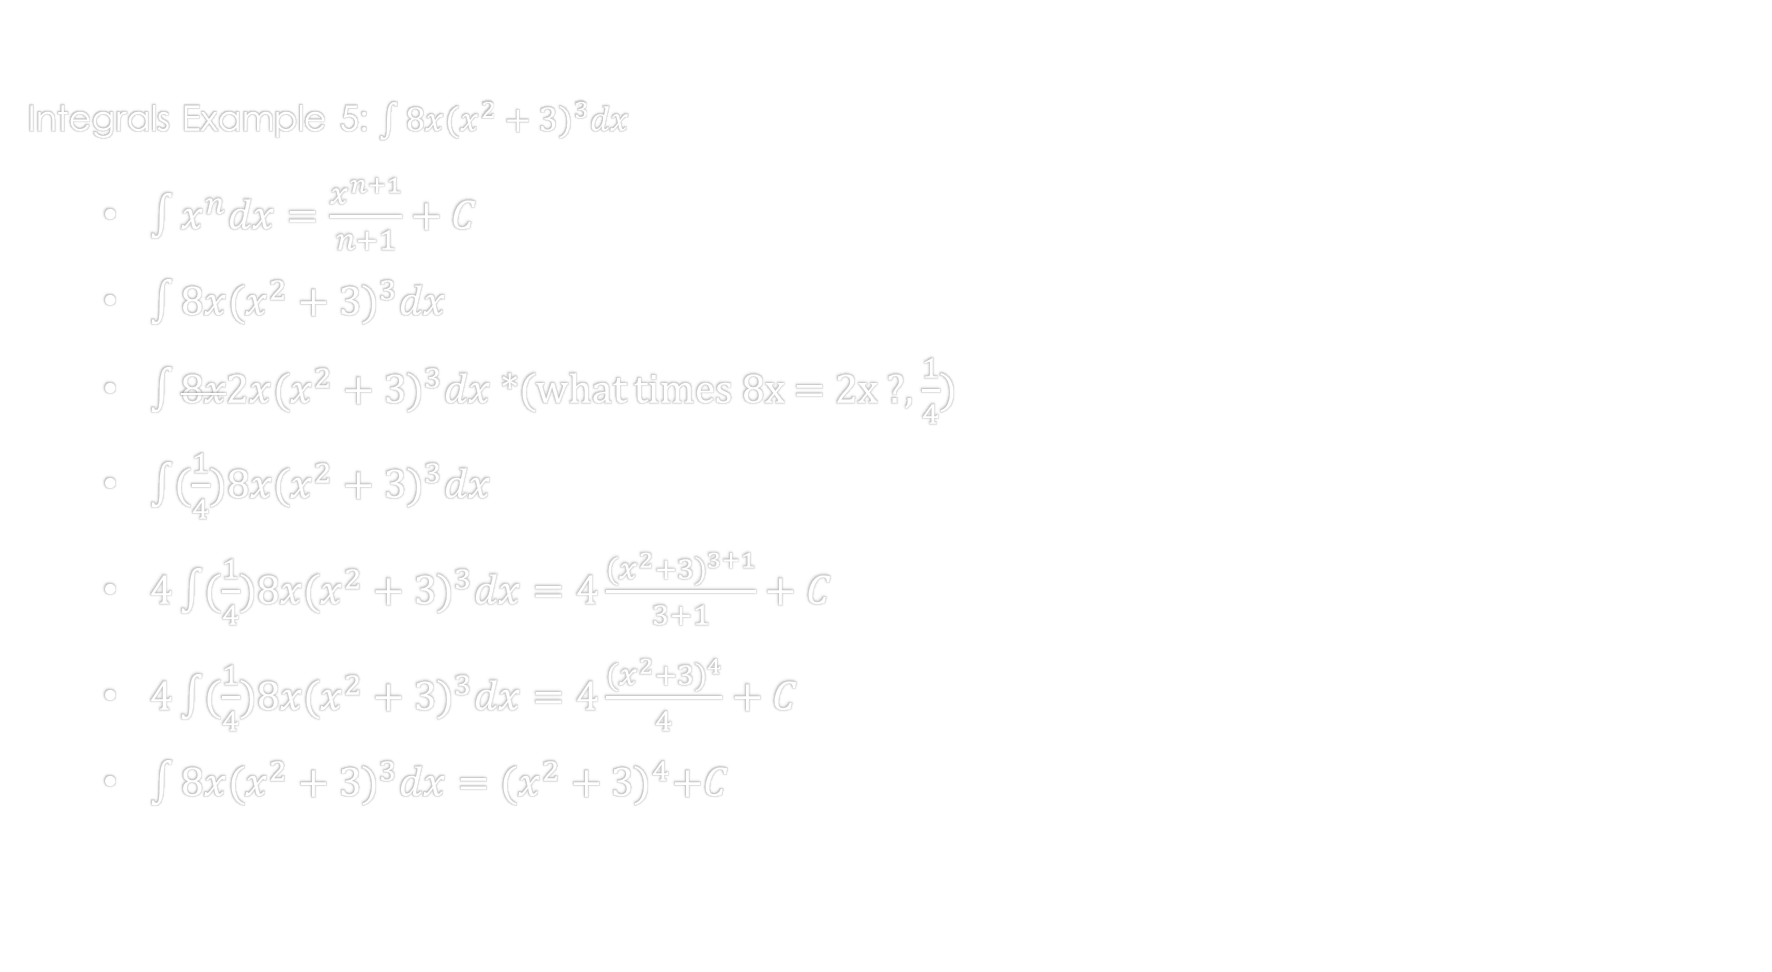 Integrals Example 5: ∫ 8x(x² + 3)³dx
• ∫ xⁿdx = xⁿ⁺¹/n+1 + C
• ∫ 8x(x² + 3)³dx
• ∫ ~~8x~~2x(x² + 3)³dx *(what times 8x = 2x ?, 1/4)
• ∫(1/4)8x(x² + 3)³dx
• 4 ∫(1/4)8x(x² + 3)³dx = 4 (x²+3)³⁺¹/3+1 + C
• 4 ∫(1/4)8x(x² + 3)³dx = 4 (x²+3)⁴/4 + C
• ∫ 8x(x² + 3)³dx = (x² + 3)⁴+C